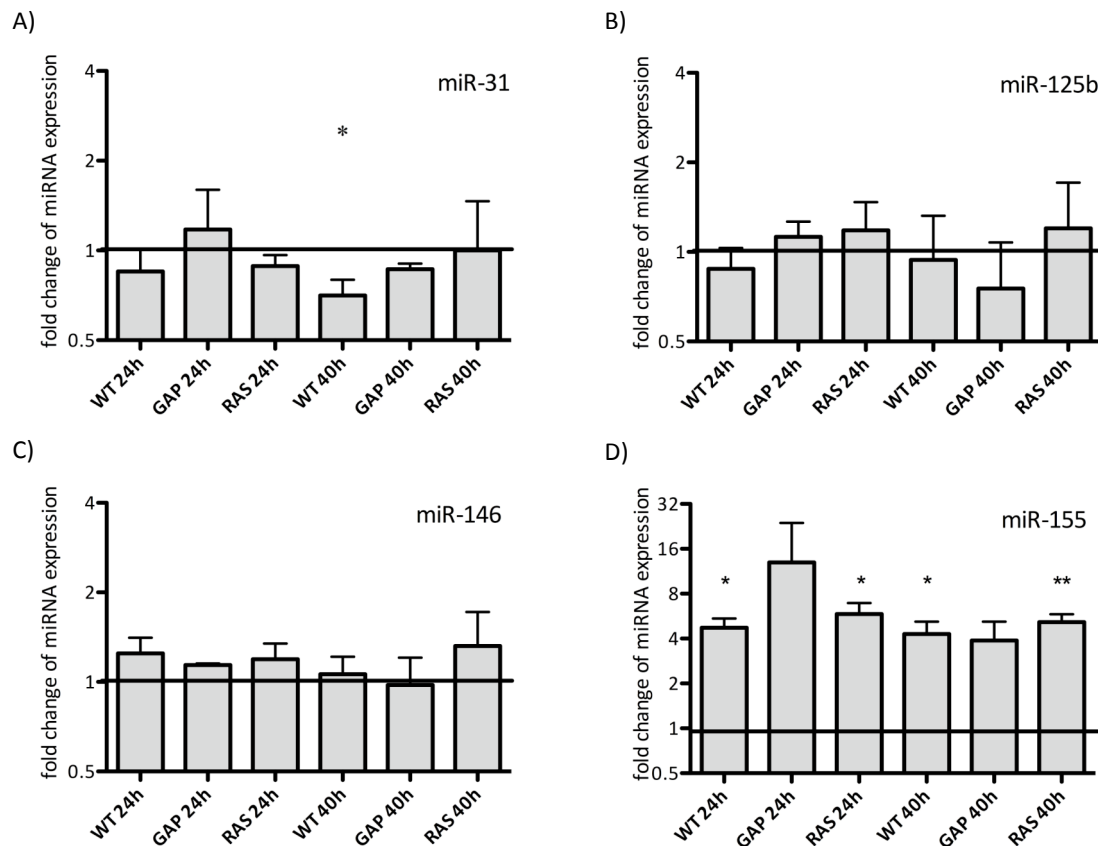 A)
fold change of miRNA expression
miR-31
4
2
1
0.5
*
WT 24h
GAP 24h
RAS 24h
WT 40h
GAP 40h
RAS 40h
B)
fold change of miRNA expression
miR-125b
4
2
1
0.5
WT 24h
GAP 24h
RAS 24h
WT 40h
GAP 40h
RAS 40h
C)
fold change of miRNA expression
miR-146
4
2
1
0.5
WT 24h
GAP 24h
RAS 24h
WT 40h
GAP 40h
RAS 40h
D)
fold change of miRNA expression
miR-155
32
16
8
4
2
1
0.5
*
*
*
**
WT 24h
GAP 24h
RAS 24h
WT 40h
GAP 40h
RAS 40h